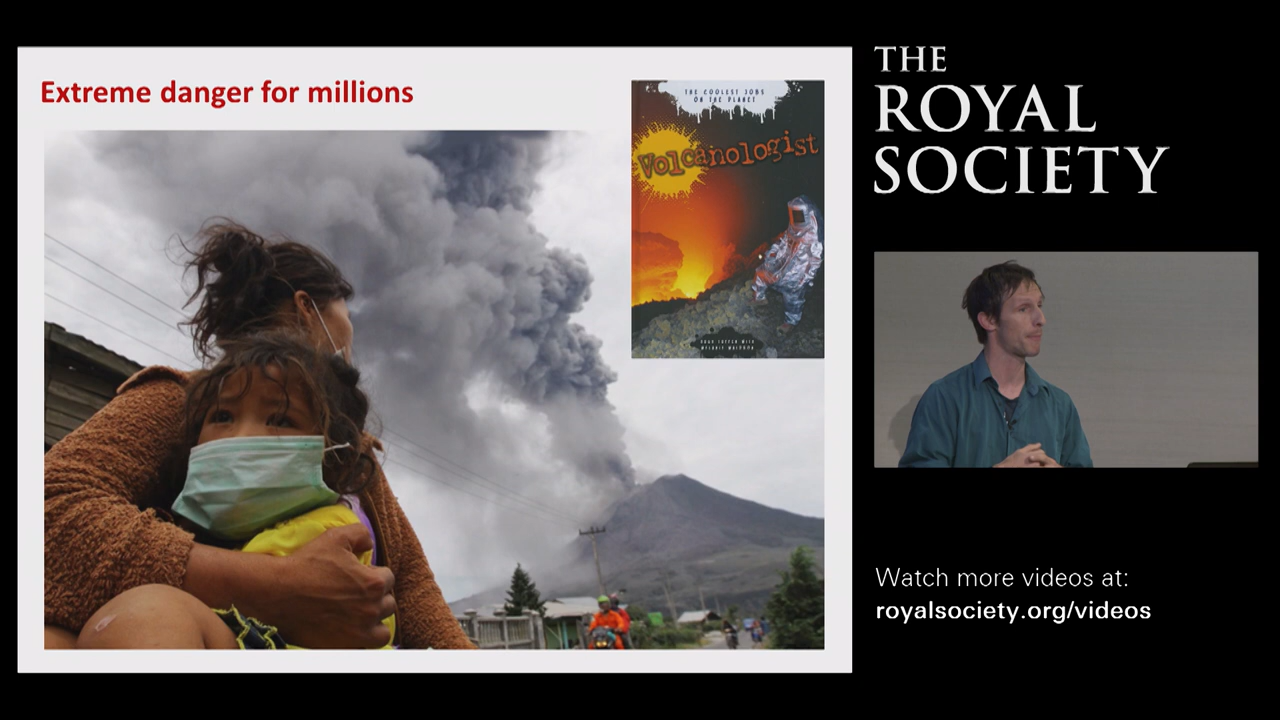 Extreme danger for millions
THE COOLEST JOBS
ON THE PLANET
Volcanologist
THE
ROYAL
SOCIETY
Watch more videos at:
royalsociety.org/videos